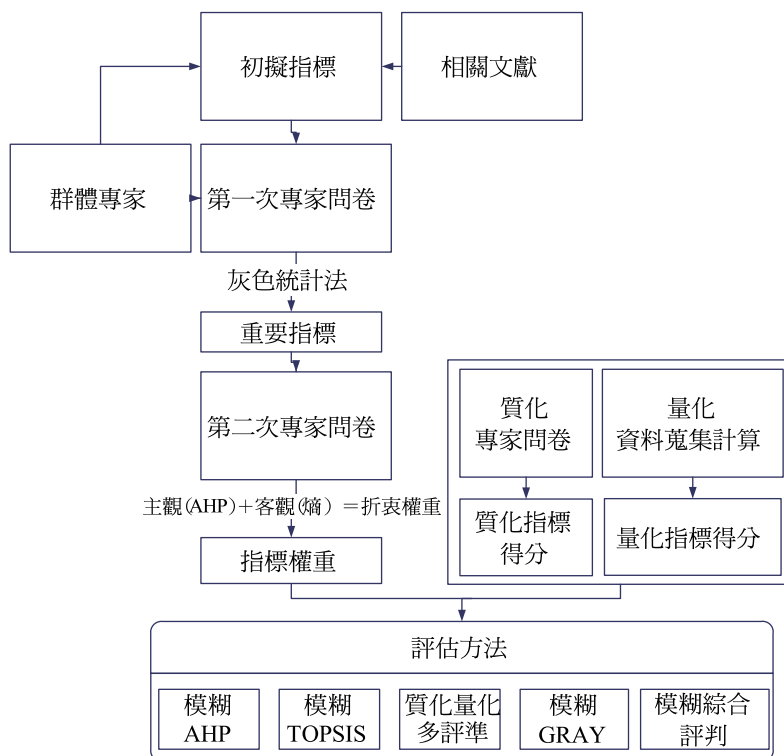 初擬指標
相關文獻
群體專家
第一次專家問卷
灰色統計法
重要指標
第二次專家問卷
質化
專家問卷
量化
資料蒐集計算
主觀(AHP)＋客觀(熵)＝折衷權重
質化指標
得分
量化指標得分
指標權重
評估方法
模糊
AHP
模糊
TOPSIS
質化量化
多評準
模糊
GRAY
模糊綜合
評判